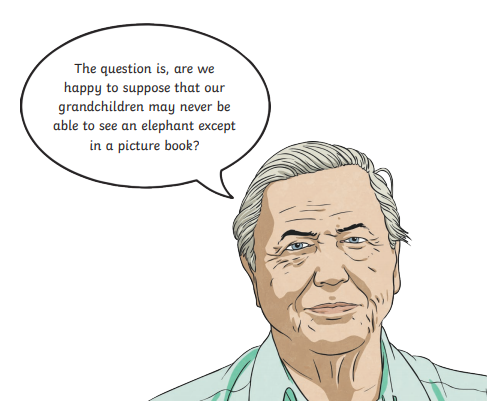 The question is, are we
happy to suppose that our
grandchildren may never be
able to see an elephant except
in a picture book?